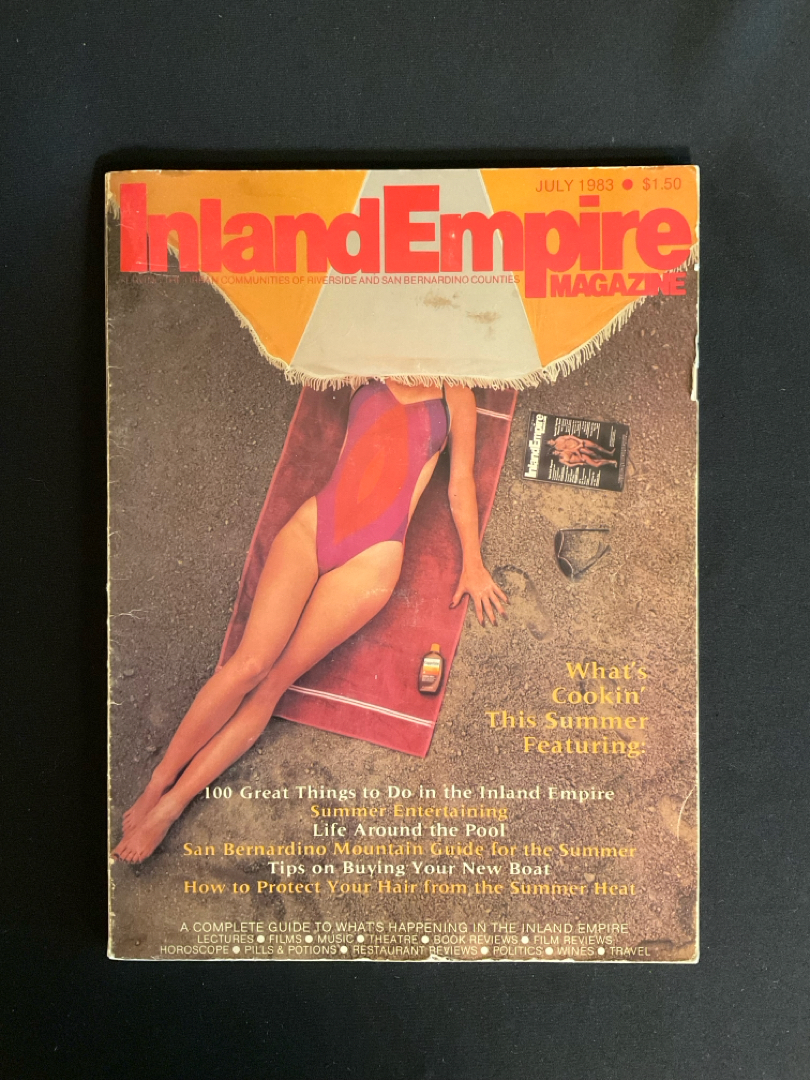 JULY 1983 ● $1.50
InlandEmpire
MAGAZINE
URBAN COMMUNITIES OF RIVERSIDE AND SAN BERNARDINO COUNTIES
InlandEmpire
What's
Cookin'
This Summer
Featuring:
100 Great Things to Do in the Inland Empire
Summer Entertaining
Life Around the Pool
San Bernardino Mountain Guide for the Summer
Tips on Buying Your New Boat
How to Protect Your Hair from the Summer Heat
A COMPLETE GUIDE TO WHAT'S HAPPENING IN THE INLAND EMPIRE
LECTURES ● FILMS ● MUSIC ● THEATRE ● BOOK REVIEWS ● FILM REVIEWS
HOROSCOPE ● PILLS & POTIONS ● RESTAURANT REVIEWS ● POLITICS ● WINES ● TRAVEL